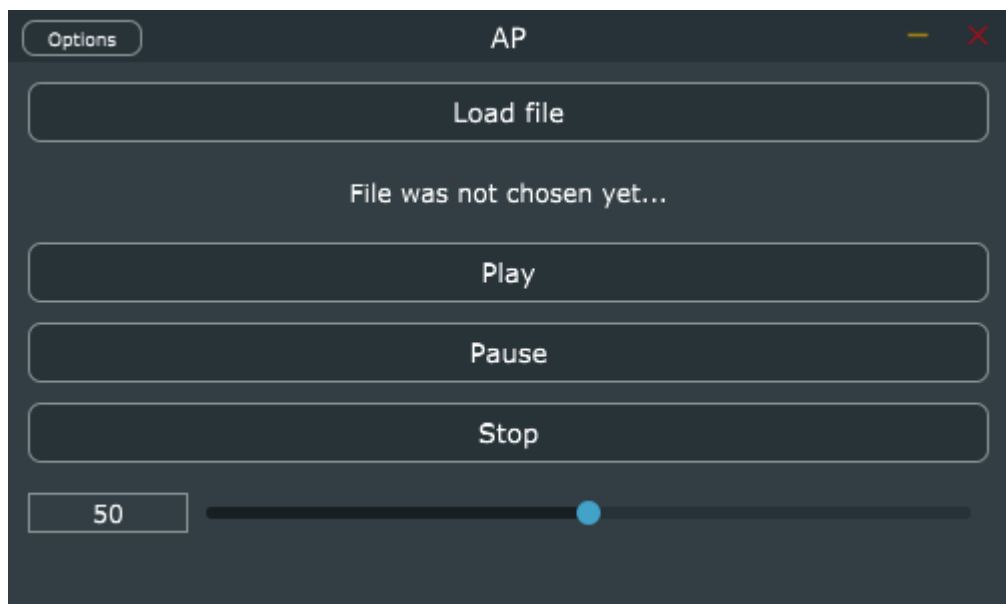 Options
AP
Load file
File was not chosen yet...
Play
Pause
Stop
50